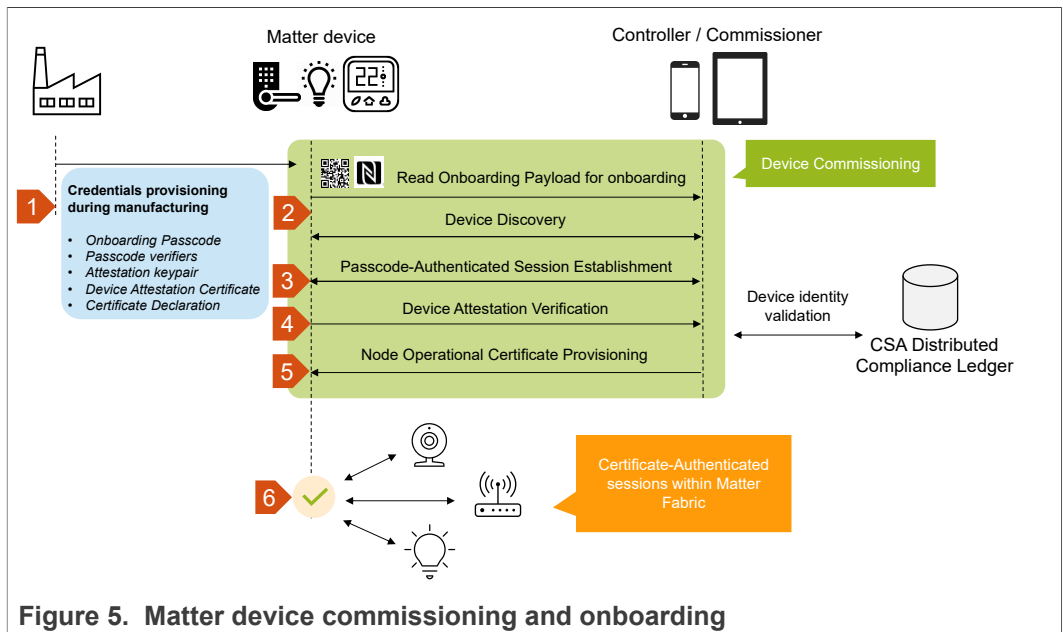 Matter device
Controller / Commissioner
22
Device Commissioning
1
Credentials provisioning
during manufacturing
• Onboarding Passcode
• Passcode verifiers
• Attestation keypair
• Device Attestation Certificate
• Certificate Declaration
Read Onboarding Payload for onboarding
2
Device Discovery
Passcode-Authenticated Session Establishment
3
Device Attestation Verification
4
Node Operational Certificate Provisioning
5
Device identity
validation
CSA Distributed
Compliance Ledger
6
Certificate-Authenticated
sessions within Matter
Fabric
Figure 5. Matter device commissioning and onboarding